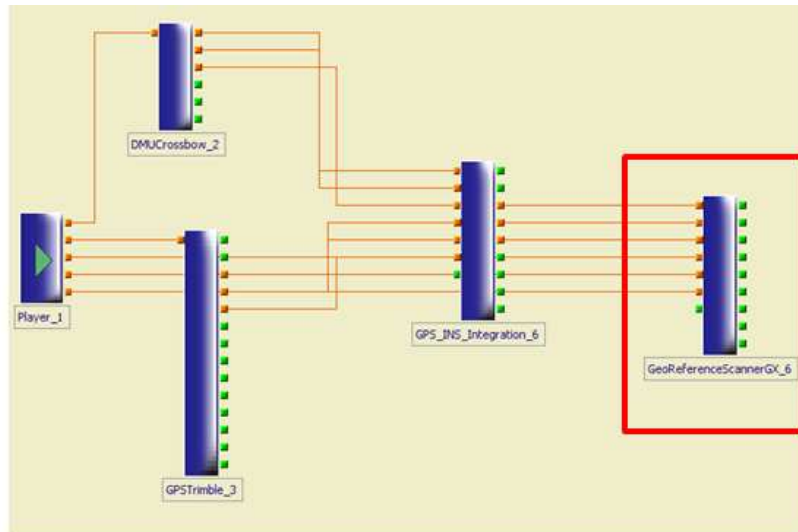 DMUCrossbow_2
Player_1
GPS_INS_Integration_6
GeoReferenceScannerGX_6
GPSTrimble_3